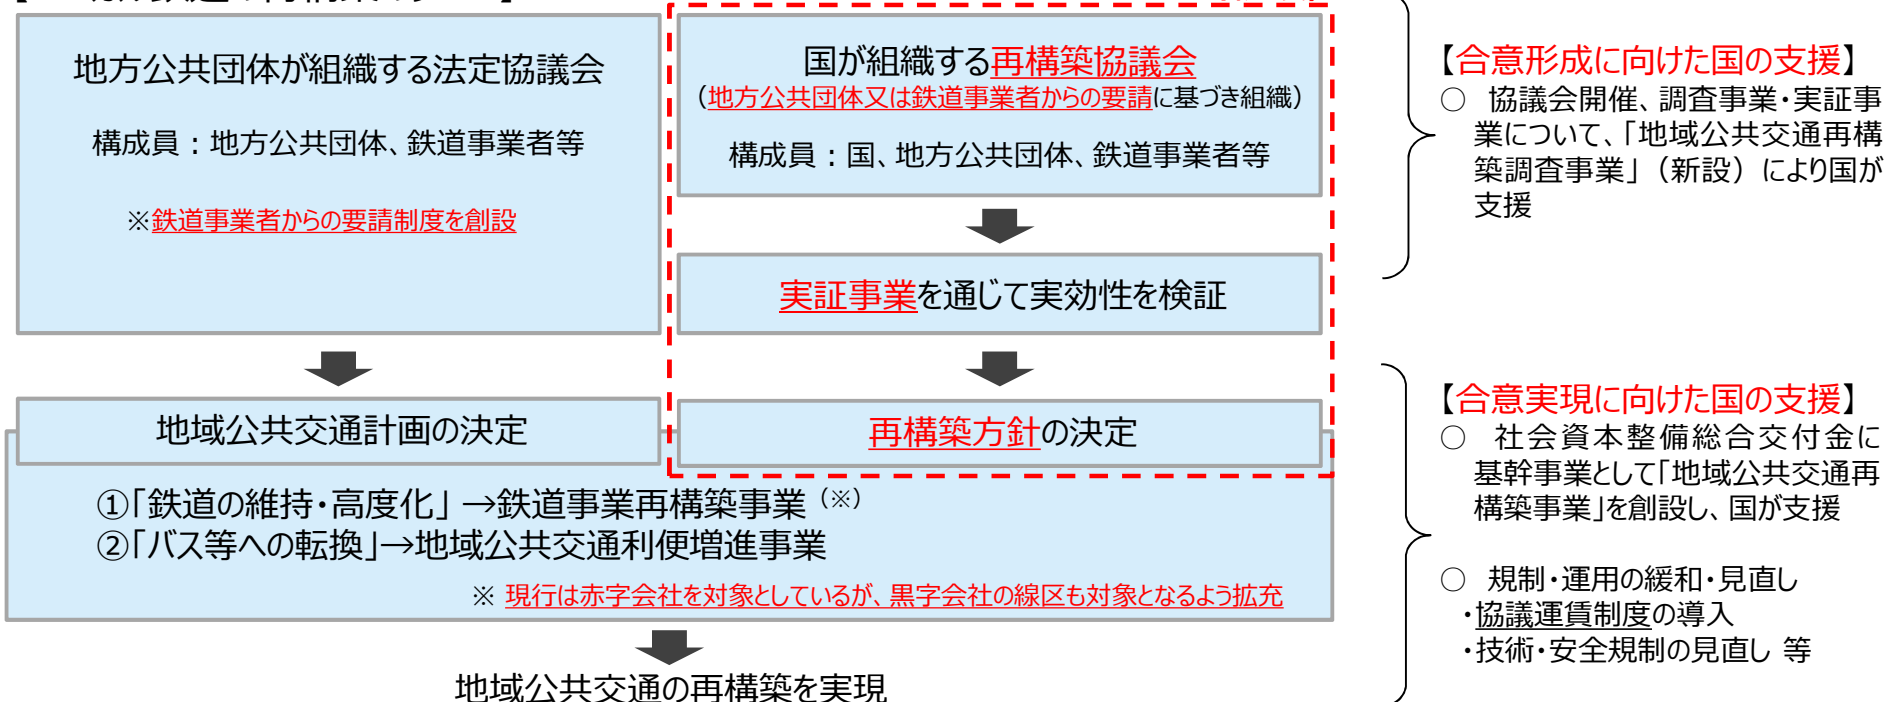 地方公共団体が組織する法定協議会
構成員：地方公共団体、鉄道事業者等
※鉄道事業者からの要請制度を創設
国が組織する再構築協議会
（地方公共団体又は鉄道事業者からの要請に基づき組織）
構成員：国、地方公共団体、鉄道事業者等
実証事業を通じて実効性を検証
地域公共交通計画の決定
再構築方針の決定
①「鉄道の維持・高度化」→鉄道事業再構築事業（※）
②「バス等への転換」→地域公共交通利便増進事業
※ 現行は赤字会社を対象としているが、黒字会社の線区も対象となるよう拡充
地域公共交通の再構築を実現
【合意形成に向けた国の支援】
○ 協議会開催、調査事業・実証事
業について、「地域公共交通再構
築調査事業」（新設）により国が
支援
【合意実現に向けた国の支援】
○ 社会資本整備総合交付金に
基幹事業として「地域公共交通再
構築事業」を創設し、国が支援
○ 規制・運用の緩和・見直し
・協議運賃制度の導入
・技術・安全規制の見直し 等